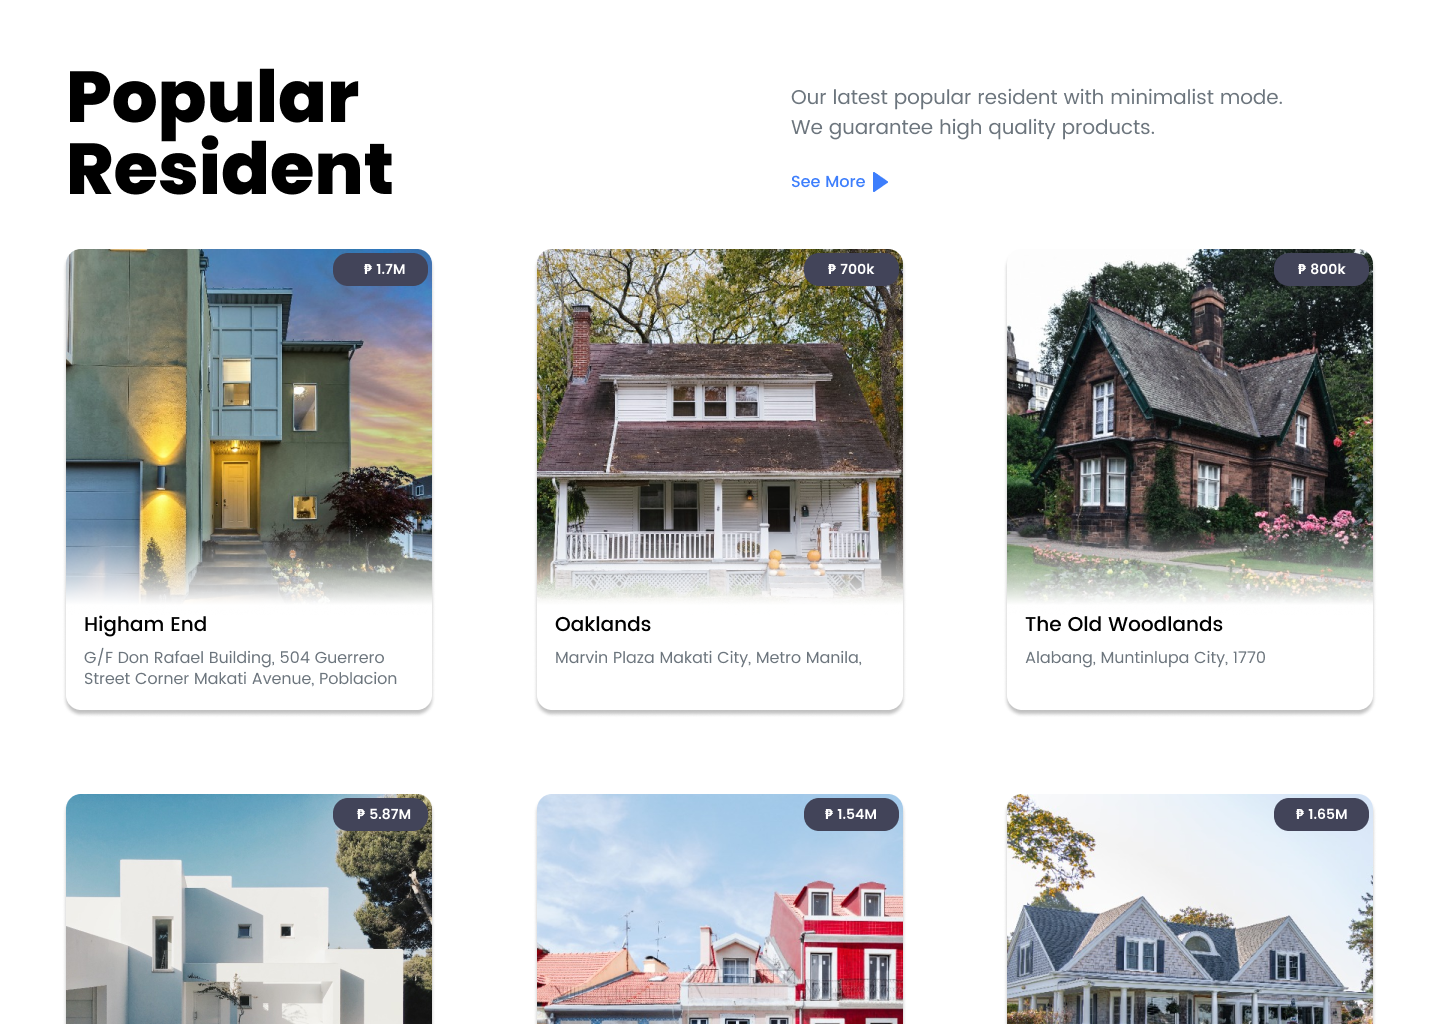 Popular
Resident
Our latest popular resident with minimalist mode.
We guarantee high quality products.
See More
₱ 1.7M
₱ 700k
₱ 800k
Higham End
G/F Don Rafael Building, 504 Guerrero
Street Corner Makati Avenue, Poblacion
Oaklands
Marvin Plaza Makati City, Metro Manila,
The Old Woodlands
Alabang, Muntinlupa City, 1770
₱ 5.87M
₱ 1.54M
₱ 1.65M